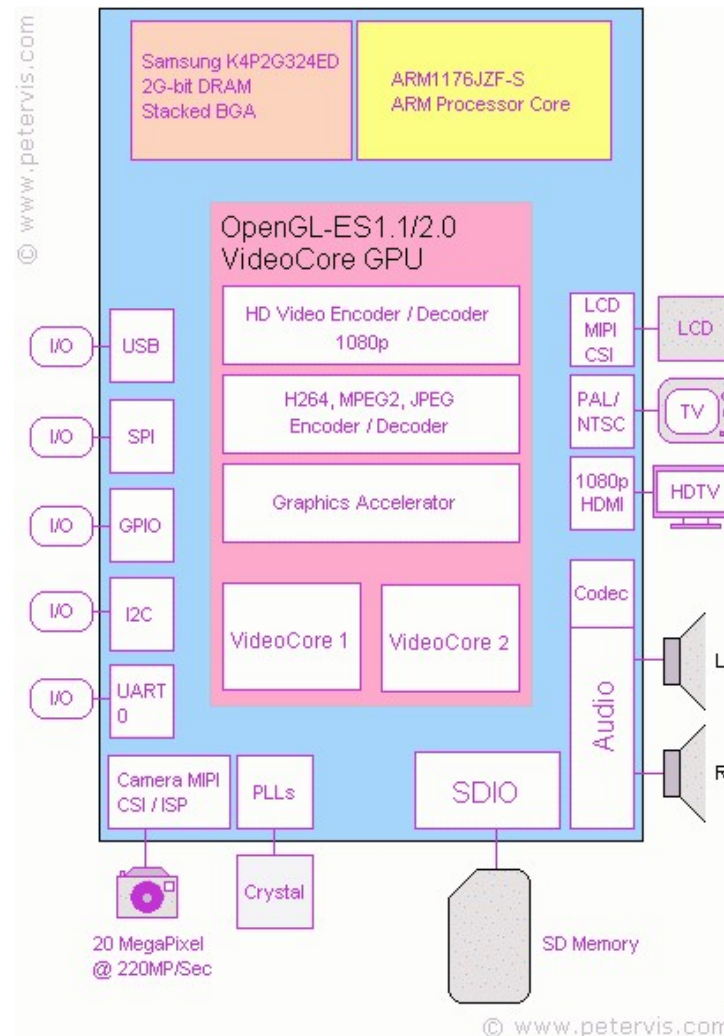 © www.petervis.com
Samsung K4P2G324ED
2G-bit DRAM
Stacked BGA
ARM1176JZF-S
ARM Processor Core
OpenGL-ES1.1/2.0
VideoCore GPU
HD Video Encoder / Decoder
1080p
H264, MPEG2, JPEG
Encoder / Decoder
Graphics Accelerator
VideoCore 1
VideoCore 2
I/O
USB
I/O
SPI
I/O
GPIO
I/O
I2C
I/O
UART
0
LCD
MIPI
CSI
LCD
PAL/
NTSC
TV
1080p
HDMI
HDTV
Codec
Audio
L
R
Camera MIPI
CSI / ISP
PLLs
SDIO
Crystal
20 MegaPixel
@ 220MP/Sec
SD Memory
© www.petervis.com